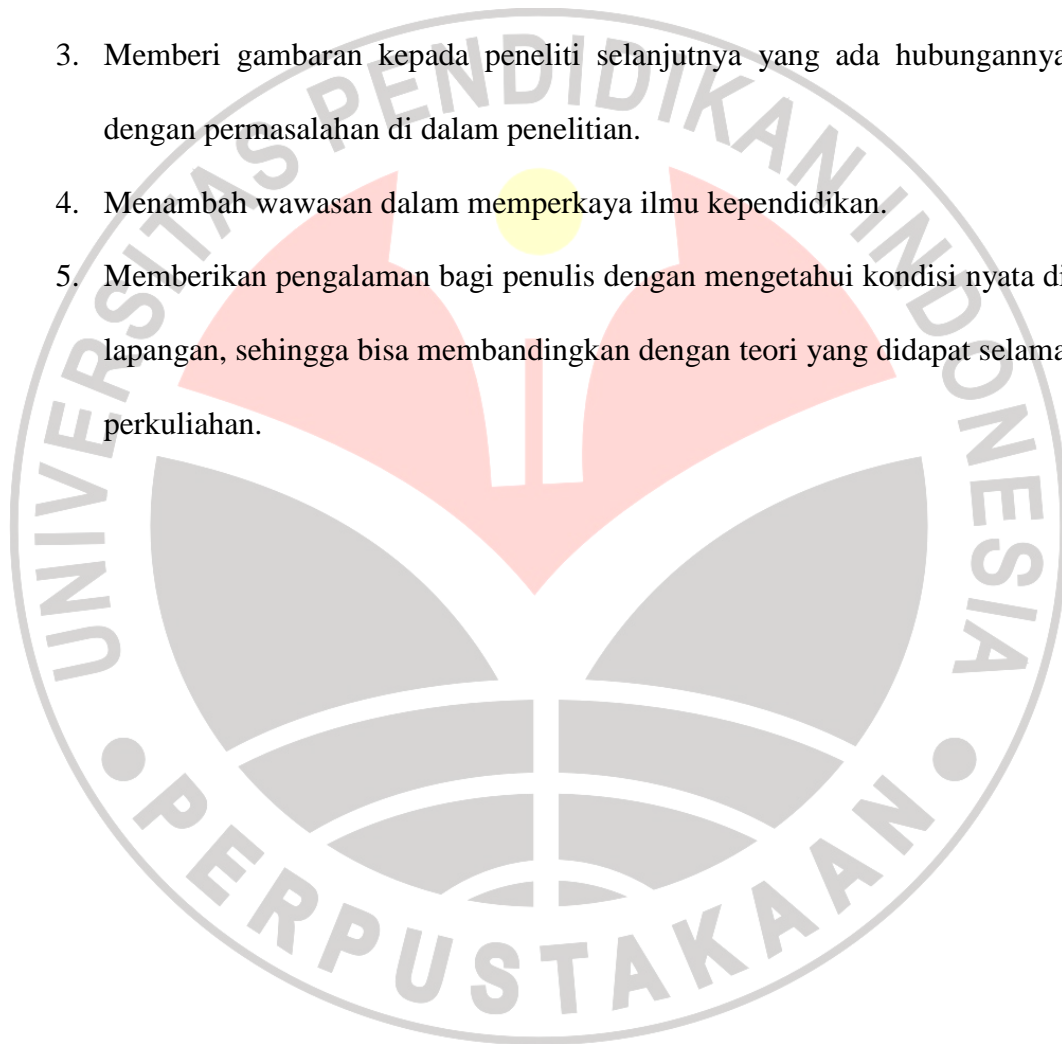 3. Memberi gambaran kepada peneliti selanjutnya yang ada hubungannya
dengan permasalahan di dalam penelitian.
4. Menambah wawasan dalam memperkaya ilmu kependidikan.
5. Memberikan pengalaman bagi penulis dengan mengetahui kondisi nyata di
lapangan, sehingga bisa membandingkan dengan teori yang didapat selama
perkuliahan.
UNIVERSITAS PENDIDIKAN INDONESIA
PERPUSTAKAAN